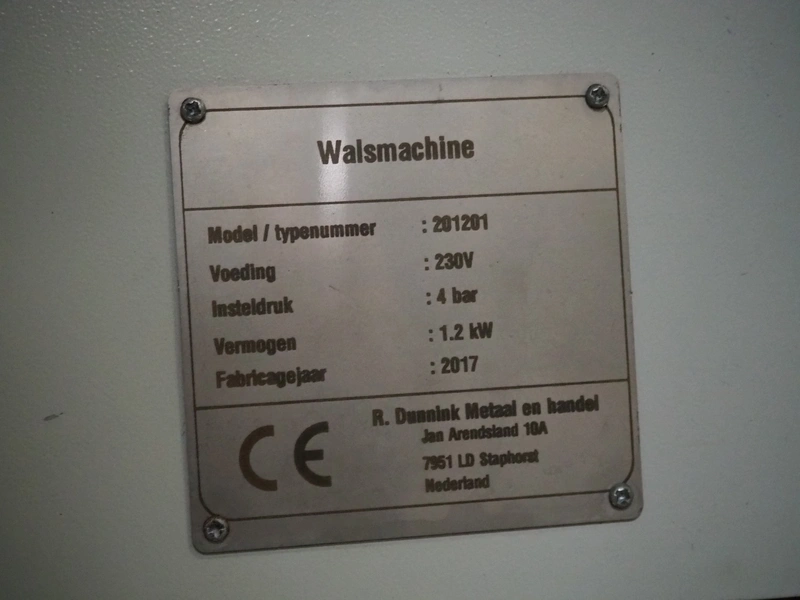 Walsmachine
Model / typenummer : 201201
Voeding : 230V
Insteldruk : 4 bar
Vermogen : 1.2 kW
Fabricagejaar : 2017
CE
R. Dunnink Metaal en handel
Jan Arendsland 10A
7951 LD Staphorst
Nederland